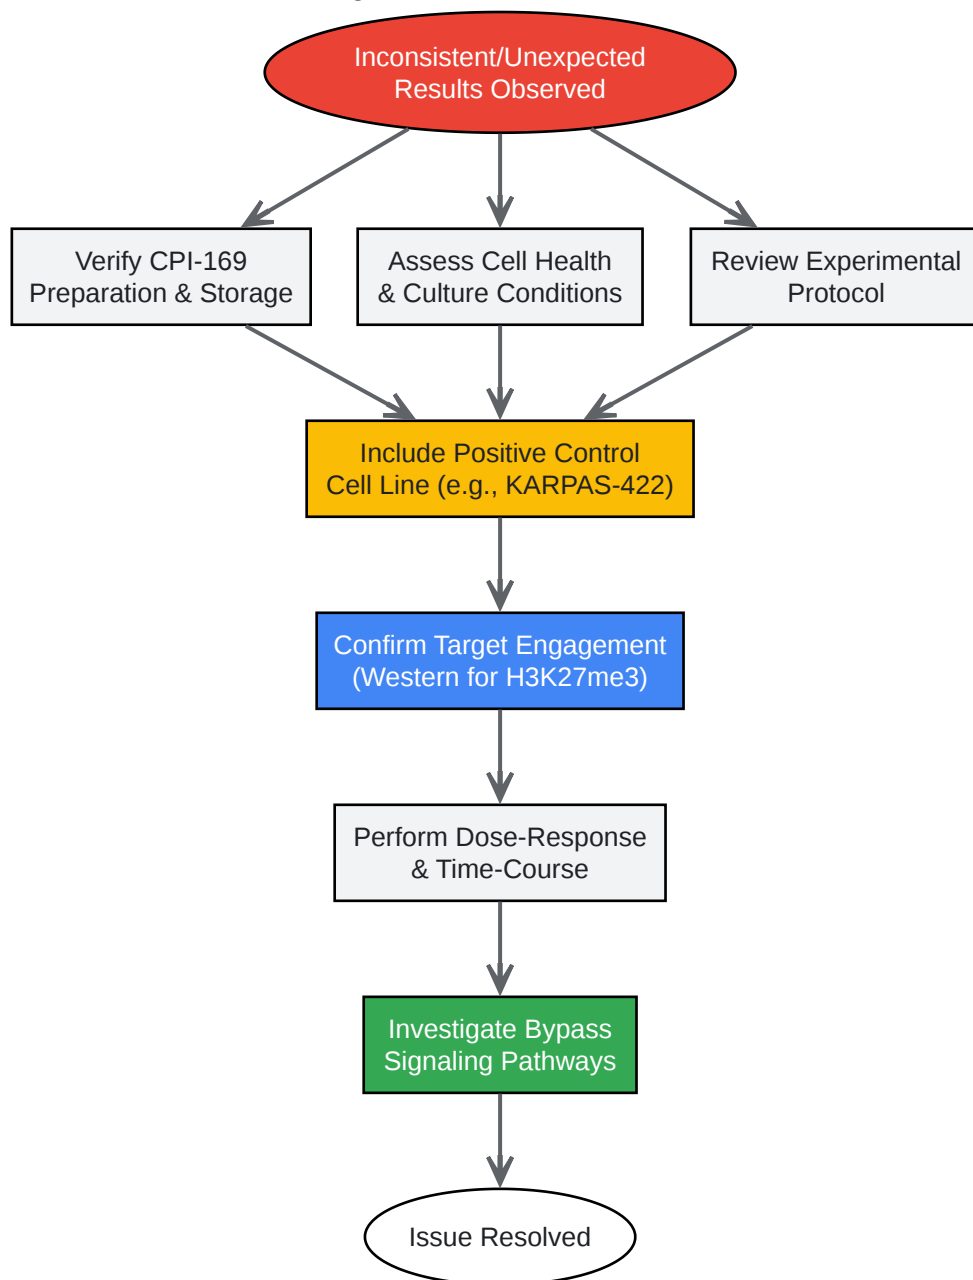 Inconsistent/Unexpected
Results Observed
Verify CPI-169
Preparation & Storage
Assess Cell Health
& Culture Conditions
Review Experimental
Protocol
Include Positive Control
Cell Line (e.g., KARPAS-422)
Confirm Target Engagement
(Western for H3K27me3)
Perform Dose-Response
& Time-Course
Investigate Bypass
Signaling Pathways
Issue Resolved